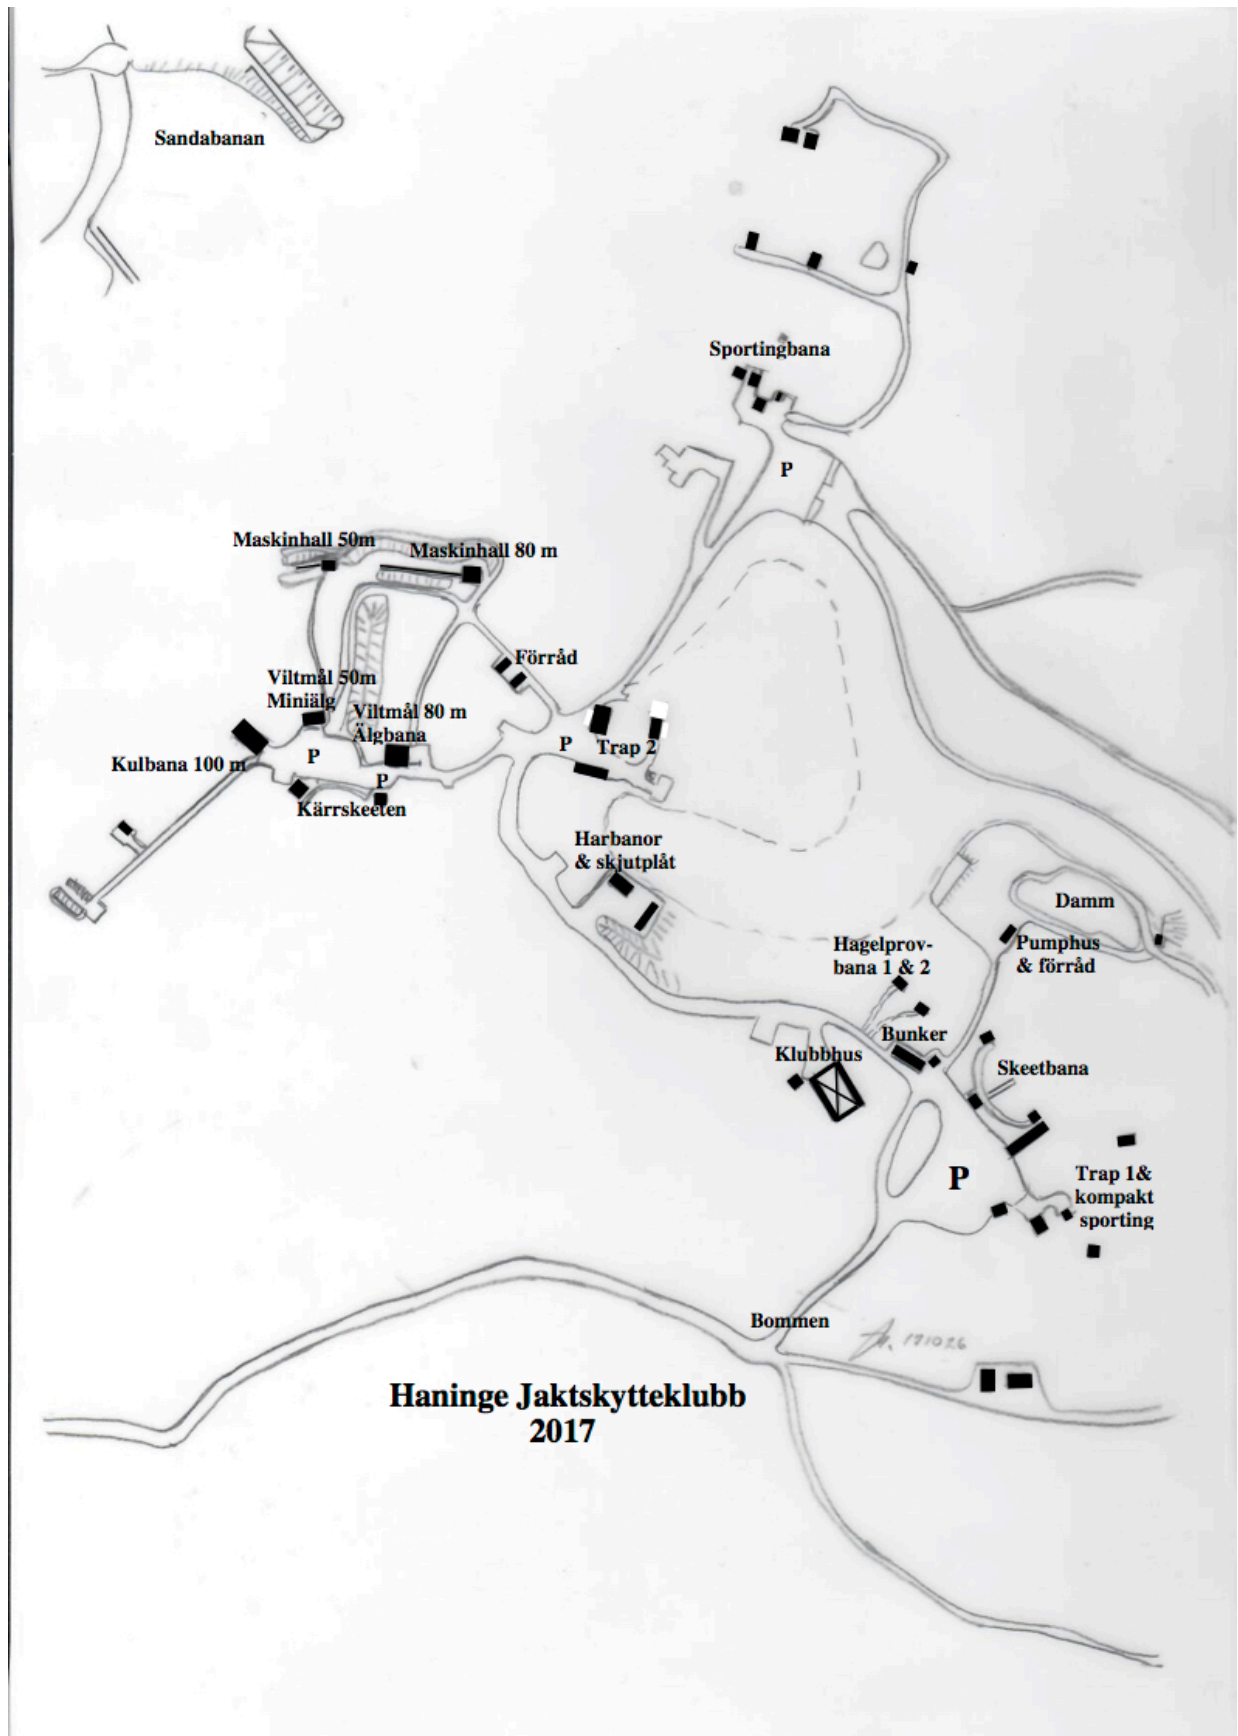 Sandabanan
Sportingbana
P
Maskinhall 50m
Maskinhall 80 m
Förråd
Viltmål 50m
Miniälg
Viltmål 80 m
Älgbana
P
Trap 2
P
Kulbana 100 m
P
Kärrskeeten
Harbanor
& skjutplåt
Damm
Hagelprov-
bana 1 & 2
Pumphus
& förråd
Bunker
Klubbhus
Skeetbana
P
Trap 1&
kompakt
sporting
Bommen
171026
Haninge Jaktskytteklubb
2017